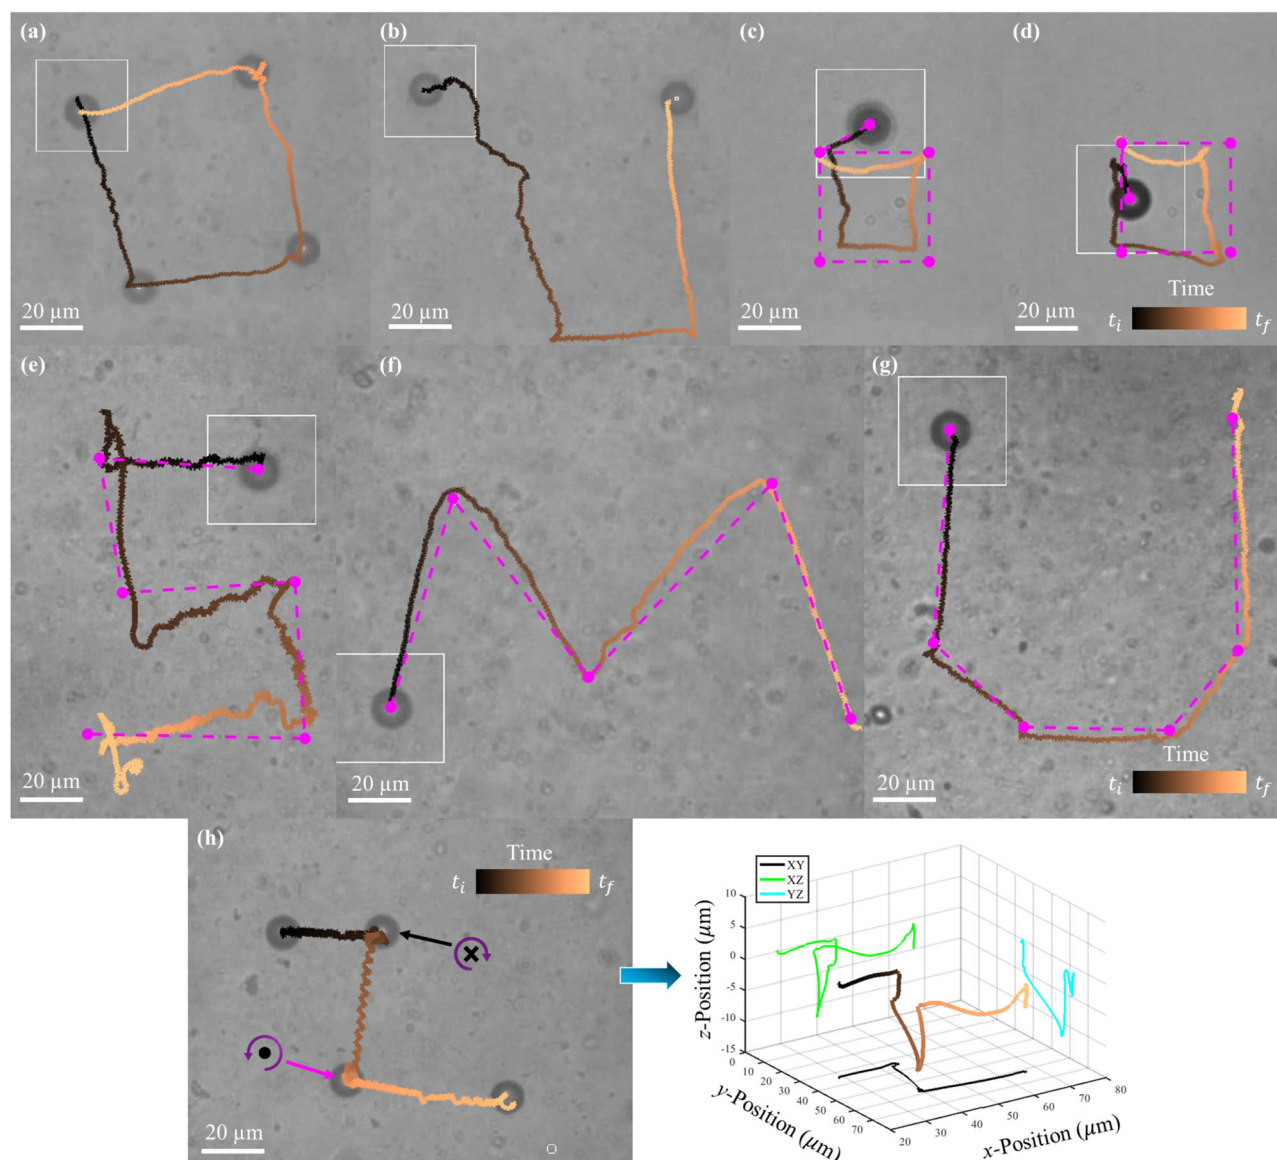 (a)
(b)
(c)
(d)
20 µm
20 µm
20 µm
20 µm
Time
t_i
t_f
(e)
(f)
(g)
20 µm
20 µm
20 µm
Time
t_i
t_f
(h)
Time
t_i
t_f
20 µm
XY
XZ
YZ
z-Position (µm)
10
5
0
-5
-10
-15
y-Position (µm)
0
10
20
30
40
50
60
70
x-Position (µm)
20
30
40
50
60
70
80